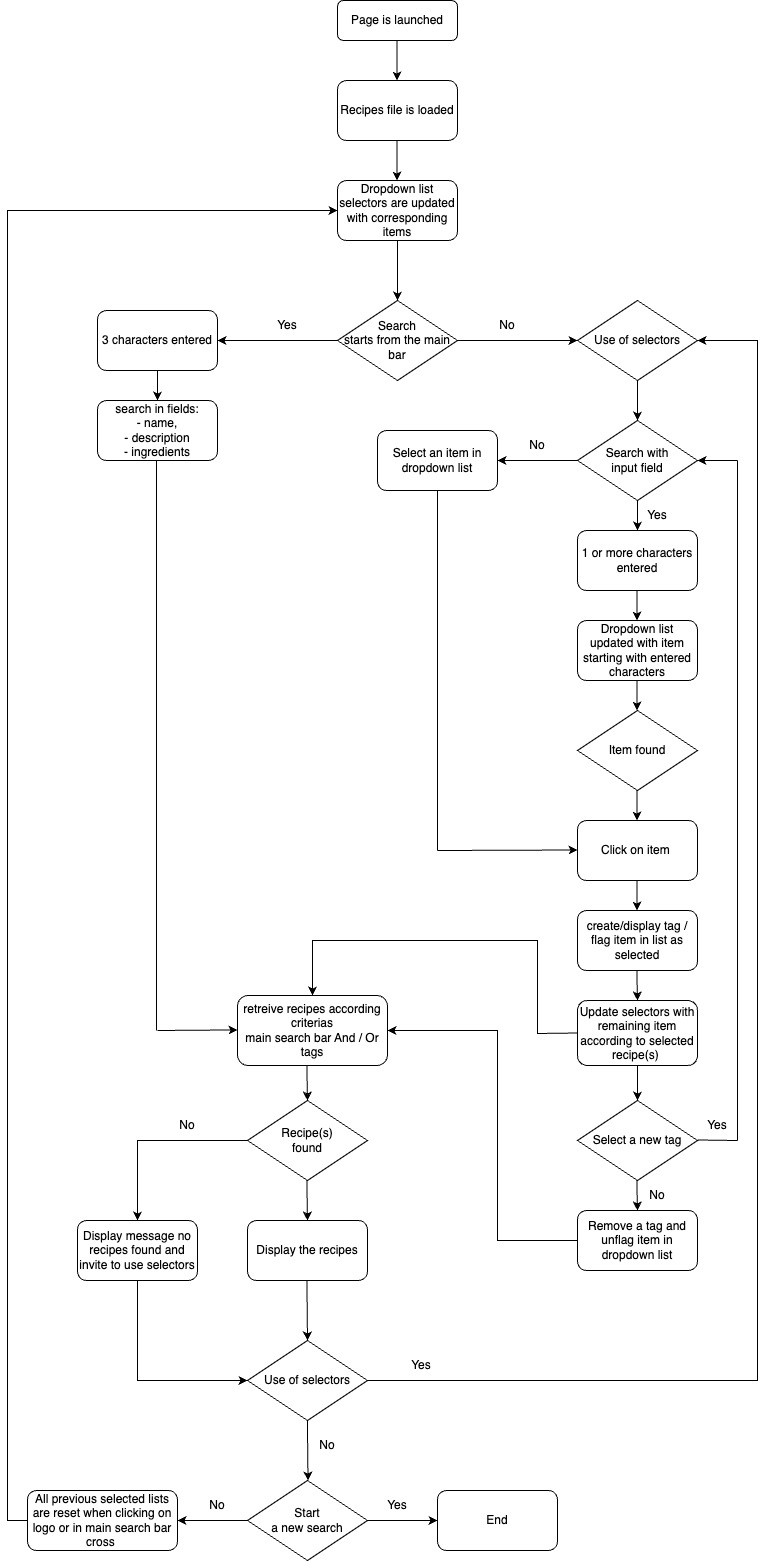 Page is launched
Recipes file is loaded
Dropdown list
selectors are updated
with corresponding
items
Search
starts from the main
bar
Yes
No
3 characters entered
Use of selectors
search in fields:
- name,
- description
- ingredients
Select an item in
dropdown list
No
Search with
input field
Yes
1 or more characters
entered
Dropdown list
updated with item
starting with entered
characters
Item found
Click on item
create/display tag /
flag item in list as
selected
retreive recipes according
criterias
main search bar And / Or
tags
Update selectors with
remaining item
according to selected
recipe(s)
No
Recipe(s)
found
Select a new tag
Yes
No
Display message no
recipes found and
invite to use selectors
Display the recipes
Remove a tag and
unflag item in
dropdown list
Use of selectors
Yes
No
All previous selected lists
are reset when clicking on
logo or in main search bar
cross
No
Start
a new search
Yes
End